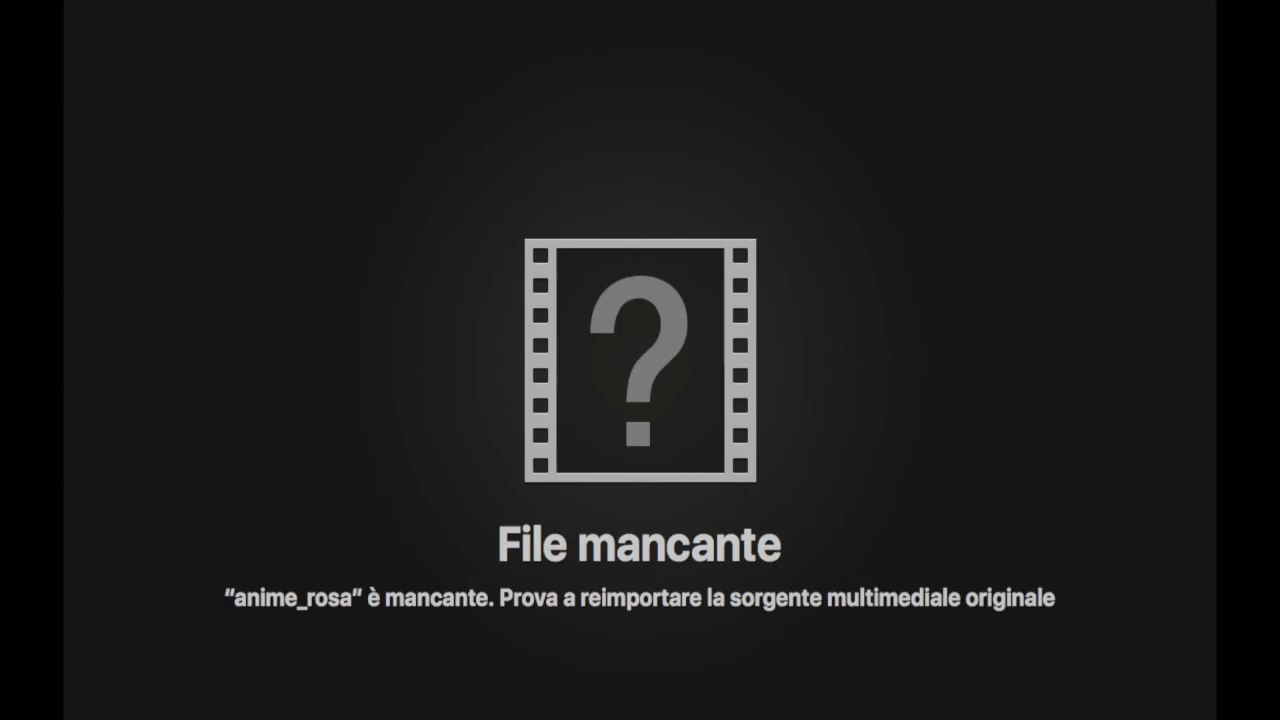 File mancante
“anime_rosa” è mancante. Prova a reimportare la sorgente multimediale originale